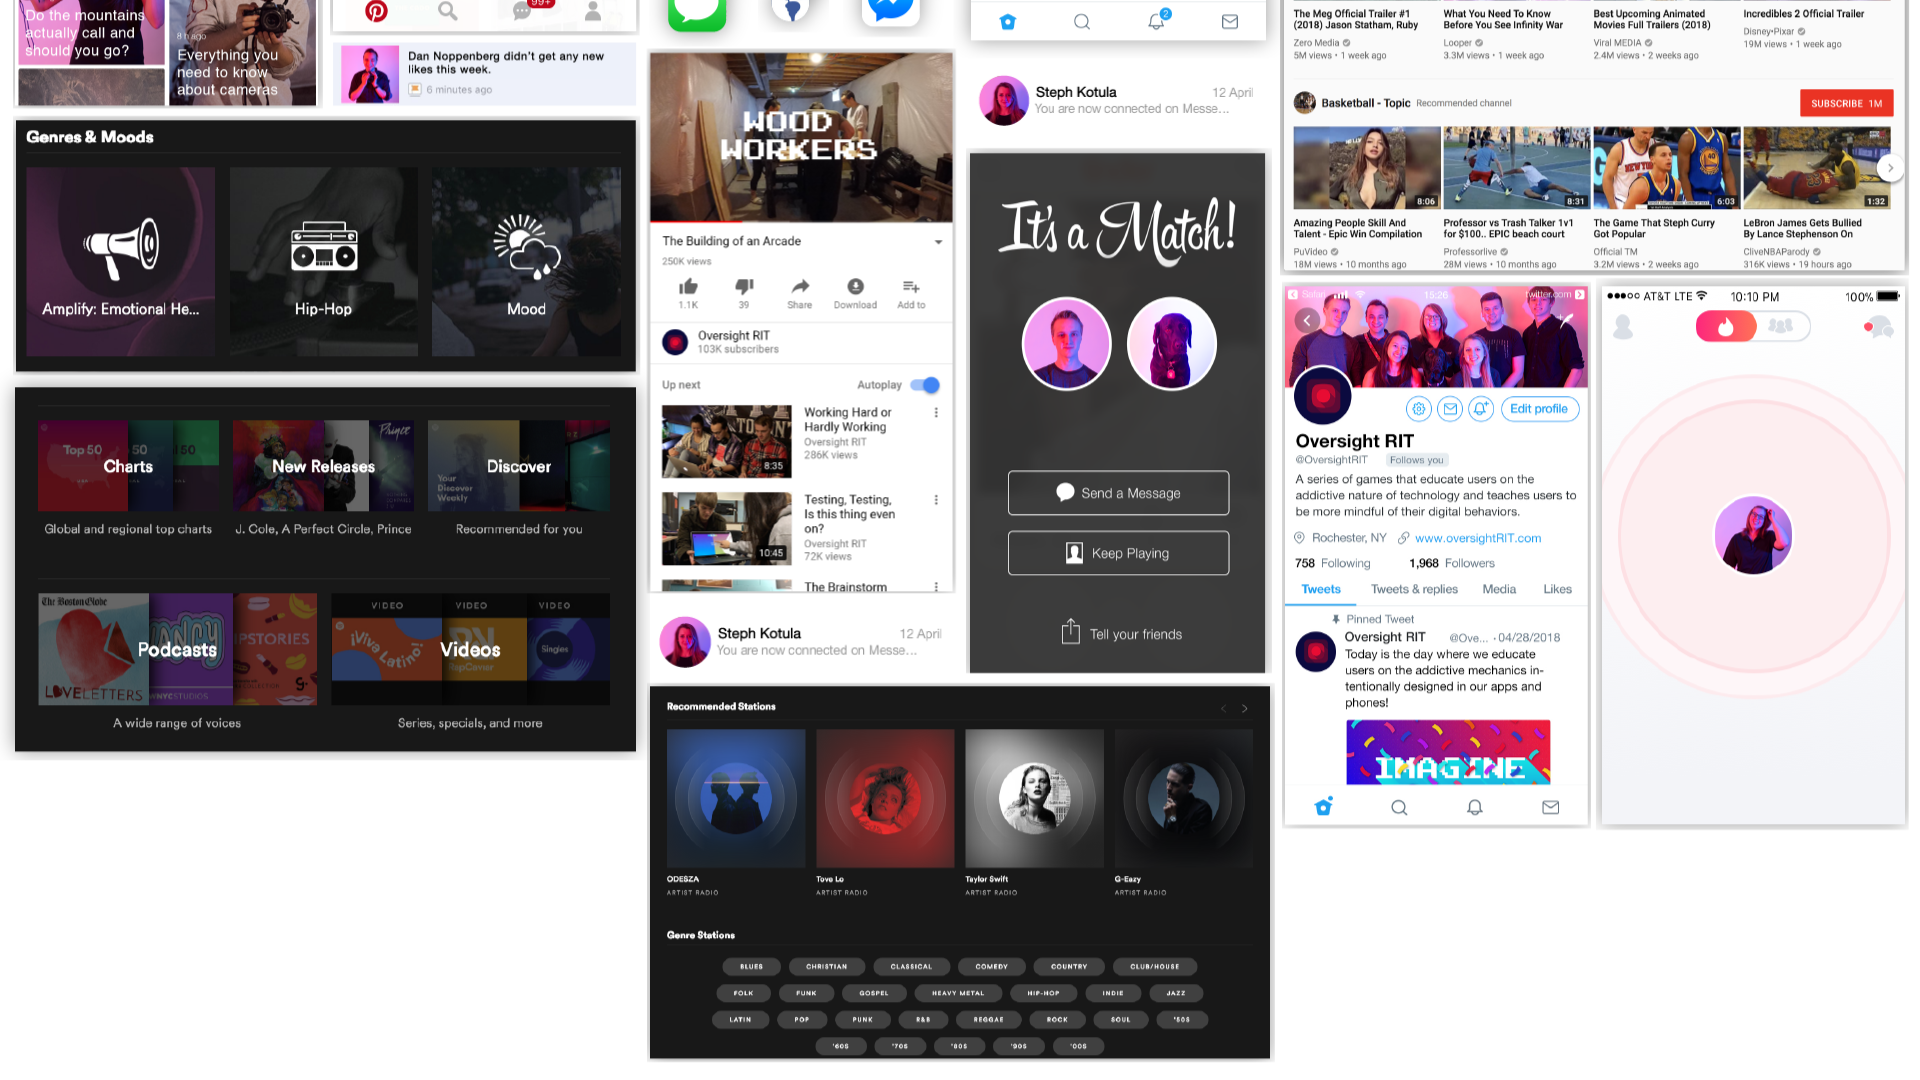 Do the mountains
actually call and
should you go?
8 h ago
Everything you
need to know
about cameras
99+
Dan Noppenberg didn't get any new
likes this week.
6 minutes ago
Genres & Moods
Amplify: Emotional He...
Hip-Hop
Mood
Top 50
50
l 50
Charts
Global and regional top charts
Prince
New Releases
J. Cole, A Perfect Circle, Prince
Your
Discover
Weekly
Discover
Recommended for you
The Boston Globe
LOVELETTERS
NANCY
WNYCSTUDIOS
PSTORIES
Podcasts
A wide range of voices
VIDEO
VIDEO
VIDEO
¡Viva Latino!
RapCaviar
Singles
Videos
Series, specials, and more
WOOD
WORKERS
The Building of an Arcade
250K views
1.1K
39
Share
Download
Add to
Oversight RIT
103K subscribers
Up next
Autoplay
8:35
Working Hard or
Hardly Working
Oversight RIT
286K views
10:45
Testing, Testing,
Is this thing even
on?
Oversight RIT
72K views
The Brainstorm
Steph Kotula
12 April
You are now connected on Messe...
2
Steph Kotula
12 April
You are now connected on Messe...
It's a Match!
Send a Message
Keep Playing
Tell your friends
Recommended Stations
ODESZA
ARTIST RADIO
Tove Lo
ARTIST RADIO
Taylor Swift
ARTIST RADIO
G-Eazy
ARTIST RADIO
Genre Stations
BLUES CHRISTIAN CLASSICAL COMEDY COUNTRY CLUB/HOUSE
FOLK FUNK GOSPEL HEAVY METAL HIP-HOP INDIE JAZZ
LATIN POP PUNK R&B REGGAE ROCK SOUL '50S
'60S '70S '80S '90S '00S
The Meg Official Trailer #1
(2018) Jason Statham, Ruby
Zero Media
5M views • 1 week ago
What You Need To Know
Before You See Infinity War
Looper
3.3M views • 1 week ago
Best Upcoming Animated
Movies Full Trailers (2018)
Viral MEDIA
2.4M views • 2 weeks ago
Incredibles 2 Official Trailer
Disney•Pixar
19M views • 1 week ago
Basketball - Topic Recommended channel
SUBSCRIBE 1M
8:06
Amazing People Skill And
Talent - Epic Win Compilation
PuVideo
18M views • 10 months ago
8:31
Professor vs Trash Talker 1v1
for $100.. EPIC beach court
Professorlive
28M views • 10 months ago
6:03
The Game That Steph Curry
Got Popular
Official TM
3.2M views • 2 weeks ago
1:32
LeBron James Gets Bullied
By Lance Stephenson On
CliveNBAParody
316K views • 19 hours ago
Safari
15:26
twitter.com
Edit profile
Oversight RIT
@OversightRIT Follows you
A series of games that educate users on the
addictive nature of technology and teaches users to
be more mindful of their digital behaviors.
Rochester, NY www.oversightRIT.com
758 Following 1,968 Followers
Tweets Tweets & replies Media Likes
Pinned Tweet
Oversight RIT @Ove... · 04/28/2018
Today is the day where we educate
users on the addictive mechanics in-
tentionally designed in our apps and
phones!
IMAGINE
AT&T LTE 10:10 PM 100%